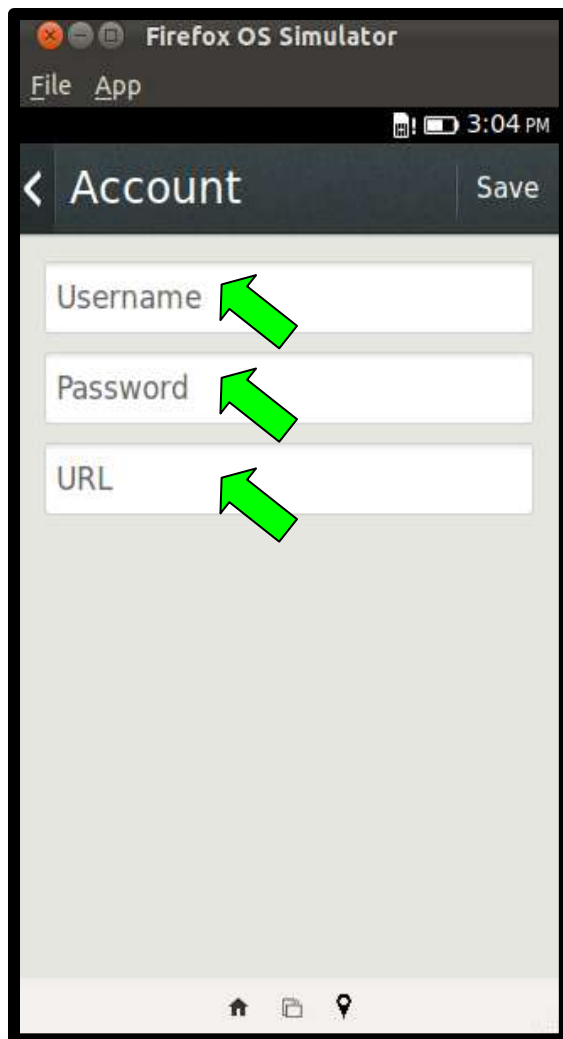 Firefox OS Simulator
File App
3:04 PM
Account
Save
Username
Password
URL